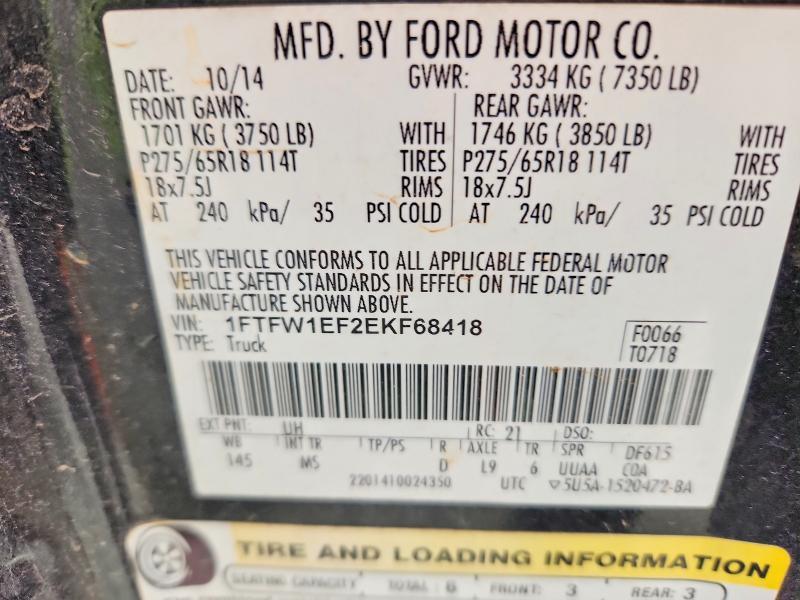 MFD. BY FORD MOTOR CO.
DATE: 10/14 GVWR: 3334 KG ( 7350 LB)
FRONT GAWR: REAR GAWR:
1701 KG ( 3750 LB) WITH 1746 KG ( 3850 LB) WITH
P275/65R18 114T TIRES P275/65R18 114T TIRES
18x7.5J RIMS 18x7.5J RIMS
AT 240 kPa/ 35 PSI COLD AT 240 kPa/ 35 PSI COLD
THIS VEHICLE CONFORMS TO ALL APPLICABLE FEDERAL MOTOR
VEHICLE SAFETY STANDARDS IN EFFECT ON THE DATE OF
MANUFACTURE SHOWN ABOVE.
VIN: 1FTFW1EF2EKF68418 F0066
TYPE: Truck T0718
EXT PNT: UH RC: 21 DSO:
WB INT TR TP/PS R AXLE TR SPR DF615
145 MS D L9 6 UUAA COA
2201410024350 UTC ▽5U5A-1520472-BA
TIRE AND LOADING INFORMATION
SEATING CAPACITY TOTAL : 6 FRONT: 3 REAR: 3